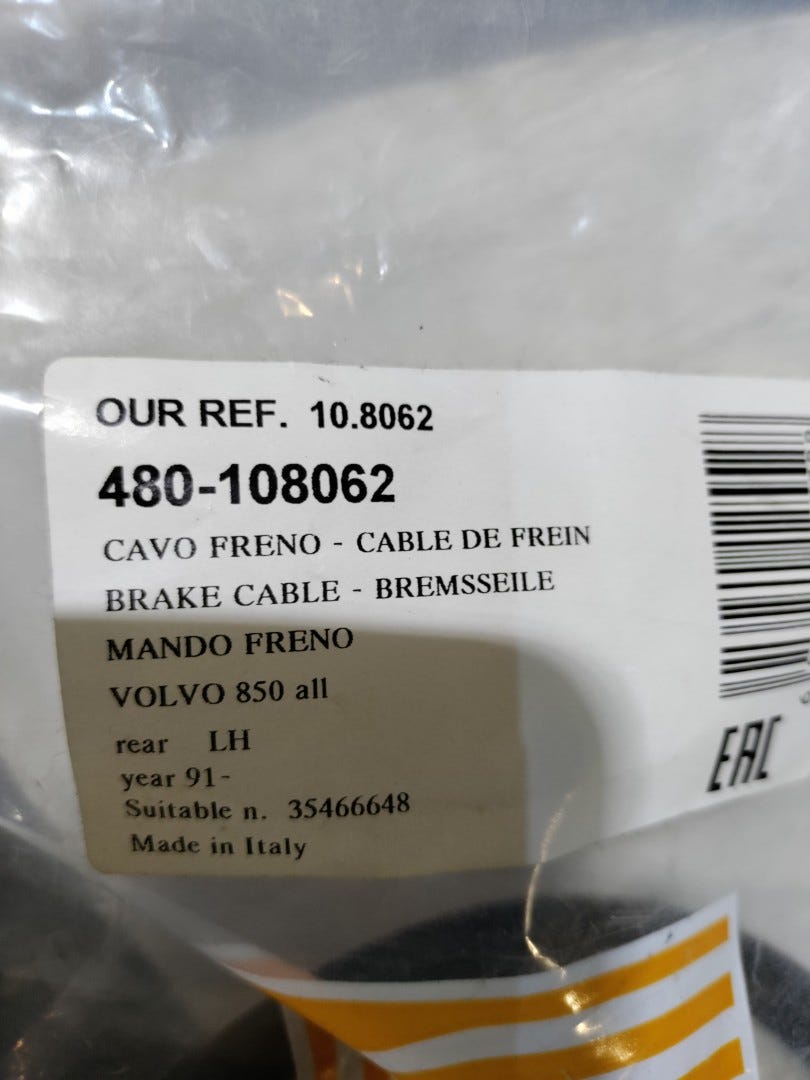 OUR REF. 10.8062
480-108062
CAVO FRENO - CABLE DE FREIN
BRAKE CABLE - BREMSSEILE
MANDO FRENO
VOLVO 850 all
rear LH
year 91-
Suitable n. 35466648
Made in Italy
EAC